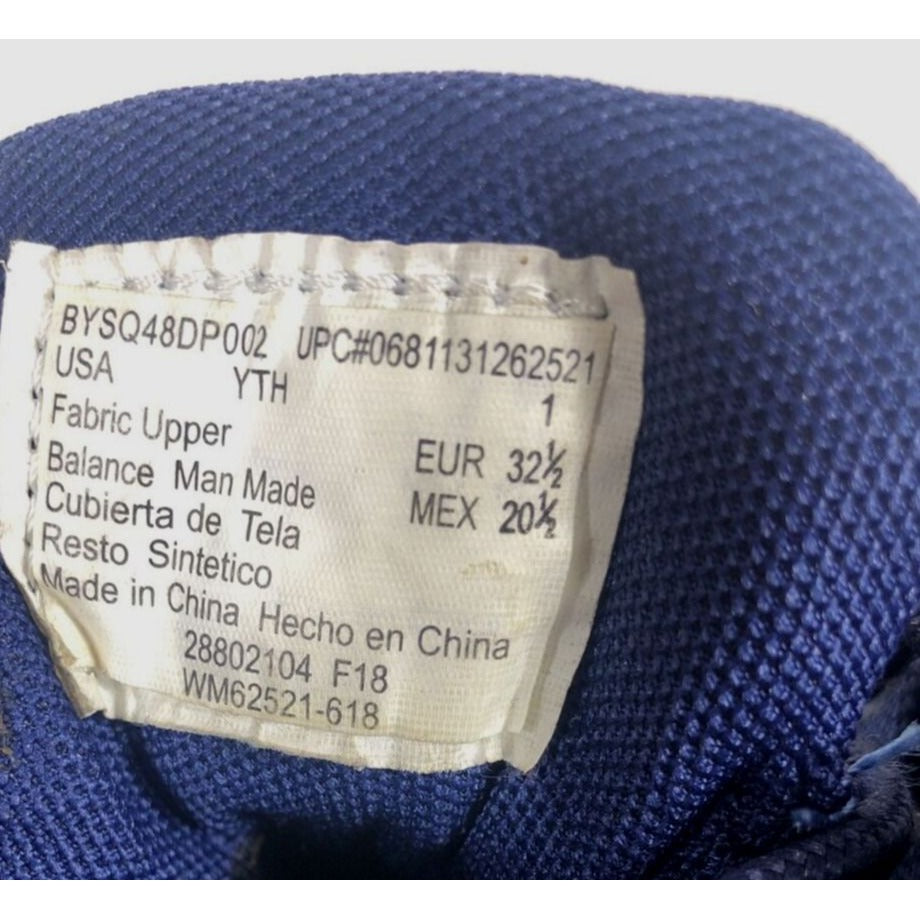 BYSQ48DP002 UPC#0681131262521
USA YTH 1
Fabric Upper EUR 32½
Balance Man Made MEX 20½
Cubierta de Tela
Resto Sintetico
Made in China Hecho en China
28802104 F18
WM62521-618